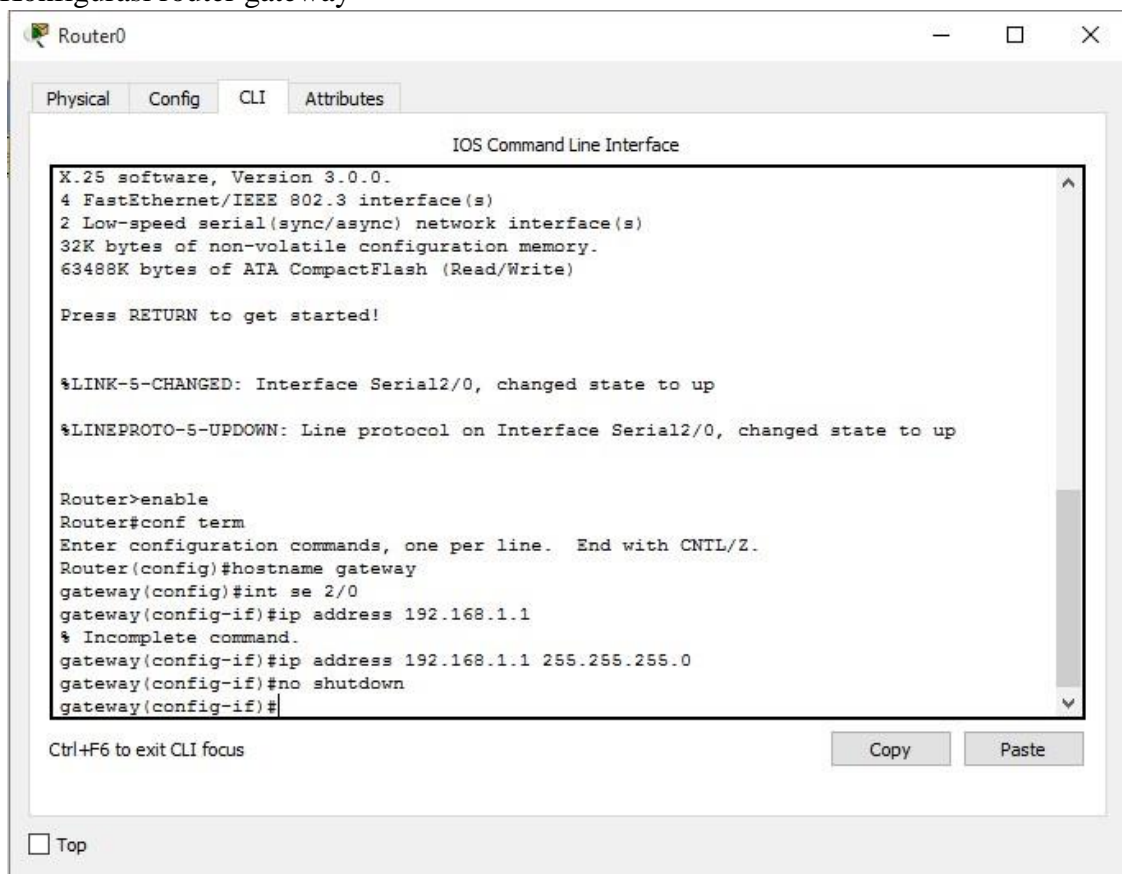 Konfigurasi router gateway
Router0
Physical Config CLI Attributes
IOS Command Line Interface
X.25 software, Version 3.0.0.
4 FastEthernet/IEEE 802.3 interface(s)
2 Low-speed serial(sync/async) network interface(s)
32K bytes of non-volatile configuration memory.
63488K bytes of ATA CompactFlash (Read/Write)
Press RETURN to get started!
%LINK-5-CHANGED: Interface Serial2/0, changed state to up
%LINEPROTO-5-UPDOWN: Line protocol on Interface Serial2/0, changed state to up
Router>enable
Router#conf term
Enter configuration commands, one per line.  End with CNTL/Z.
Router(config)#hostname gateway
gateway(config)#int se 2/0
gateway(config-if)#ip address 192.168.1.1
% Incomplete command.
gateway(config-if)#ip address 192.168.1.1 255.255.255.0
gateway(config-if)#no shutdown
gateway(config-if)#
Ctrl+F6 to exit CLI focus
Copy Paste
Top